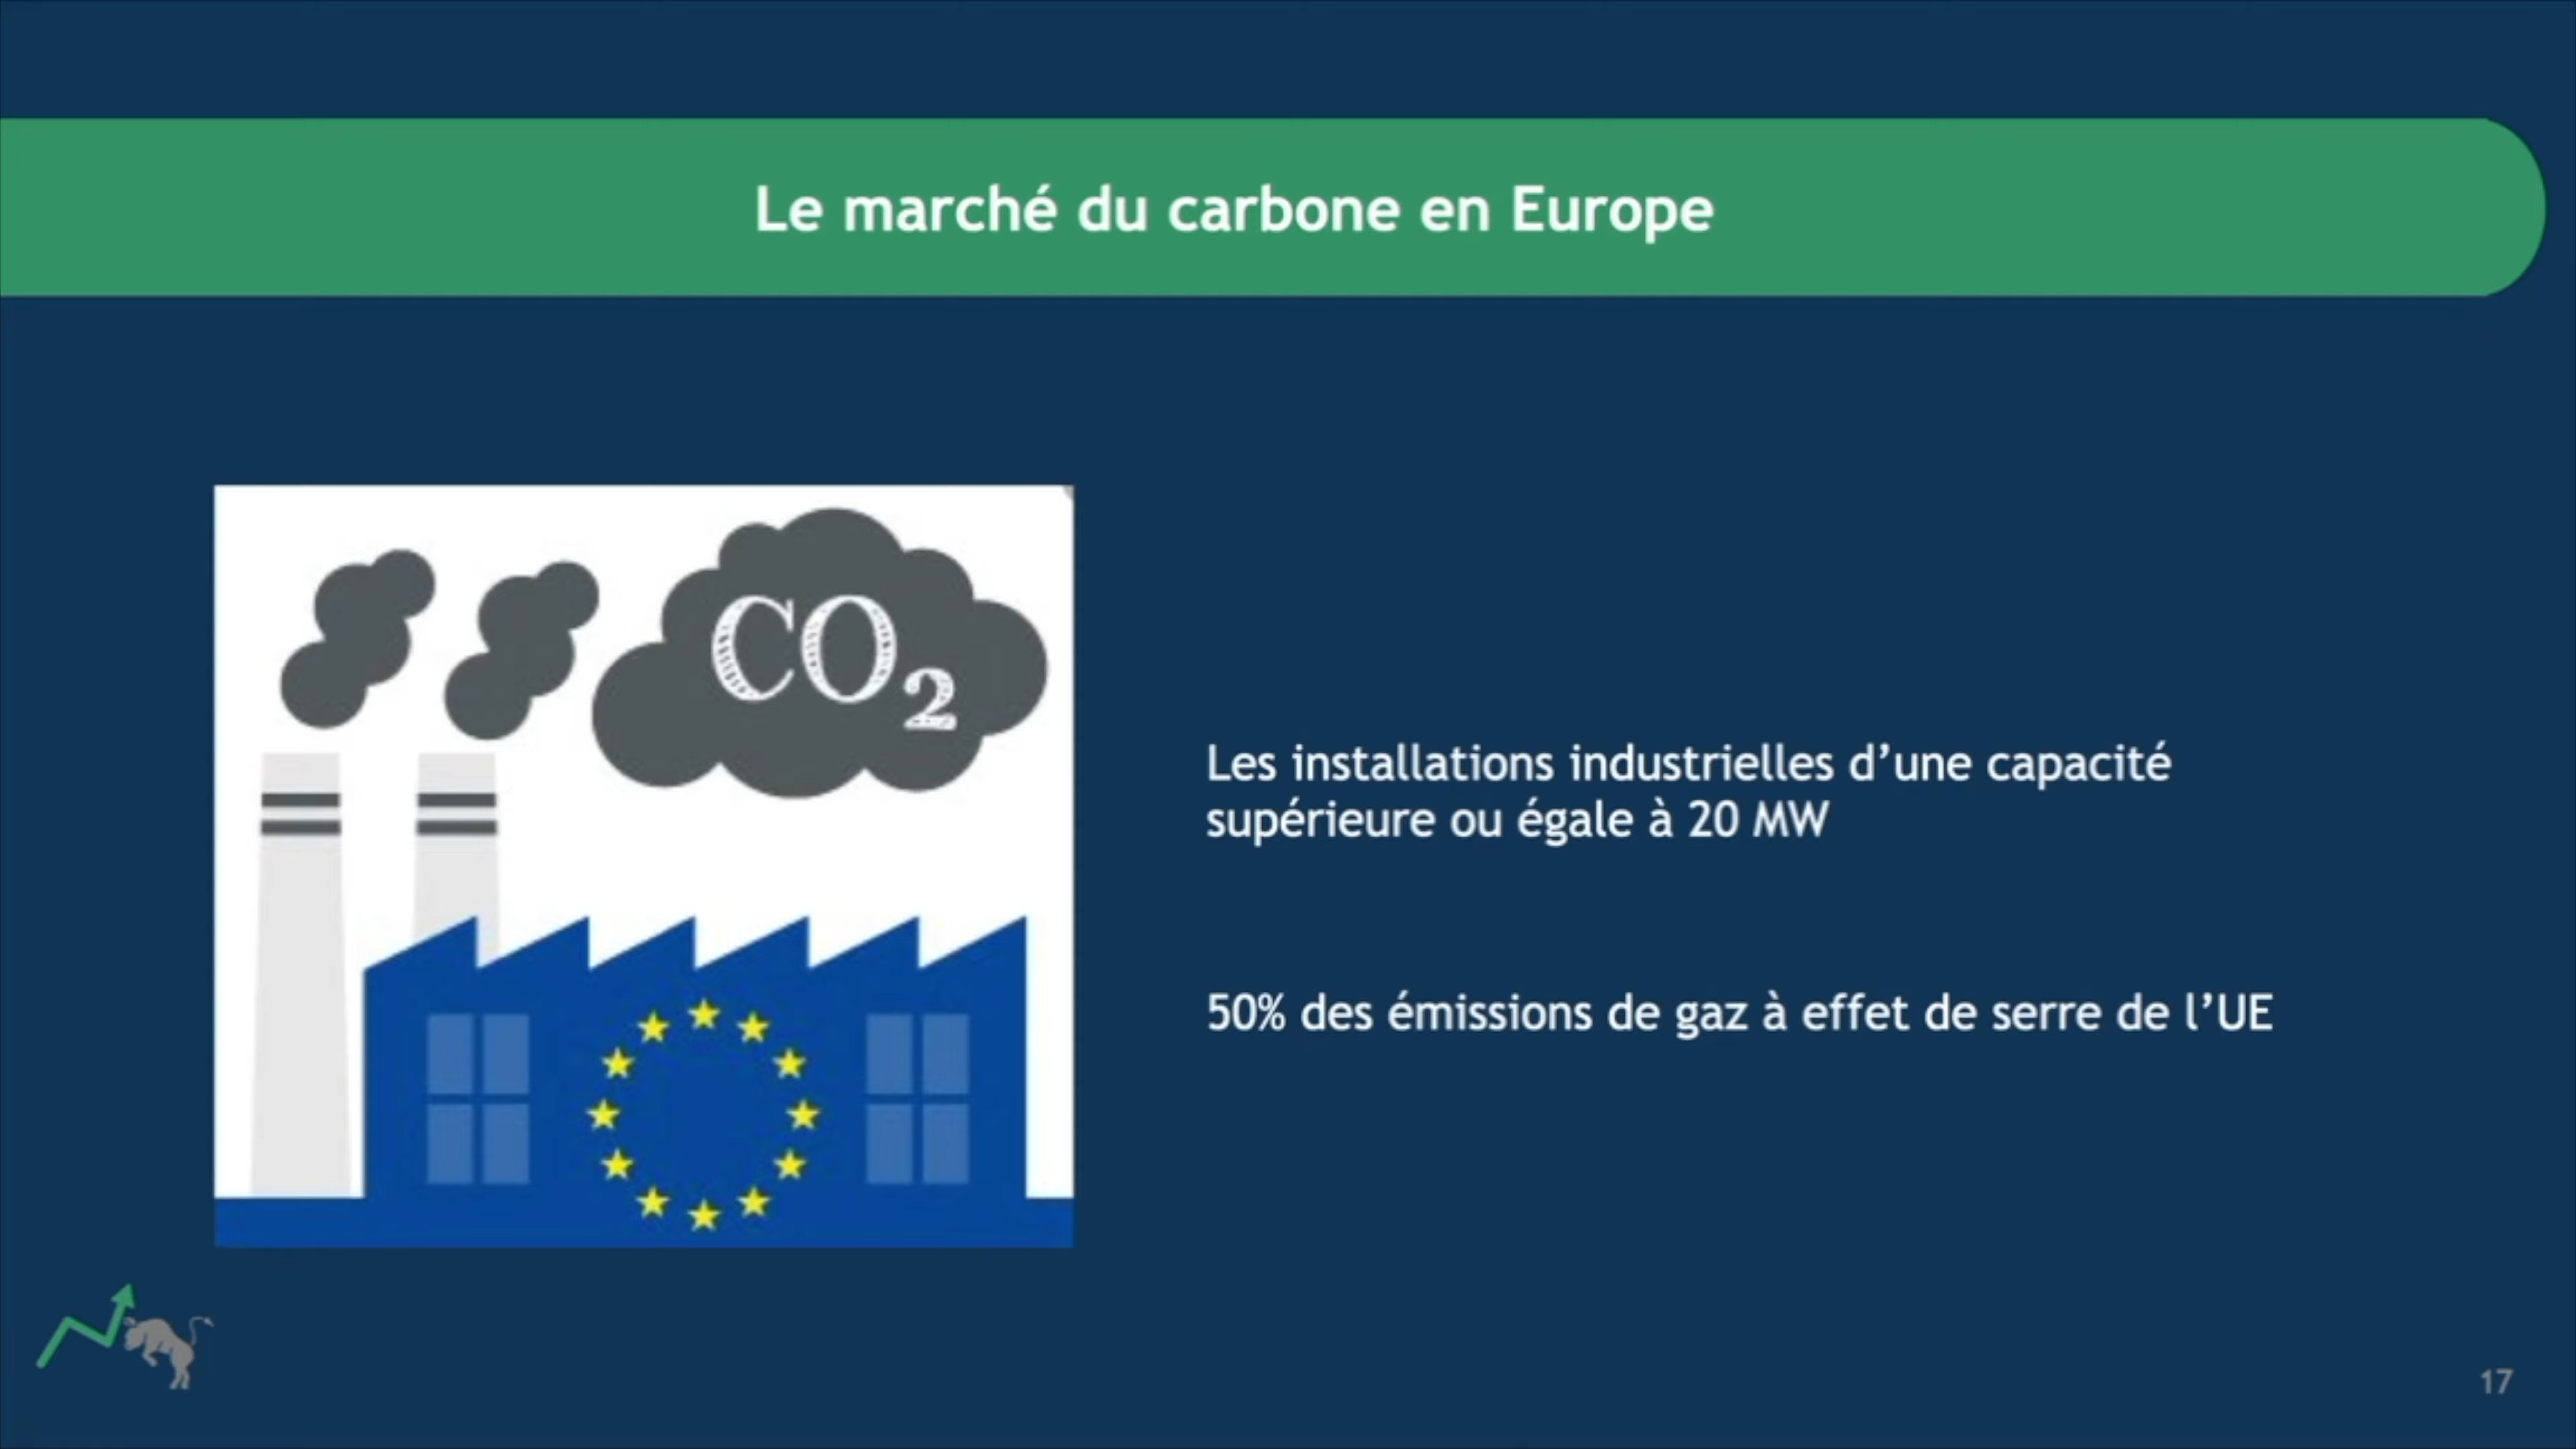 Le marché du carbone en Europe
CO₂
Les installations industrielles d’une capacité
supérieure ou égale à 20 MW
50% des émissions de gaz à effet de serre de l’UE
17